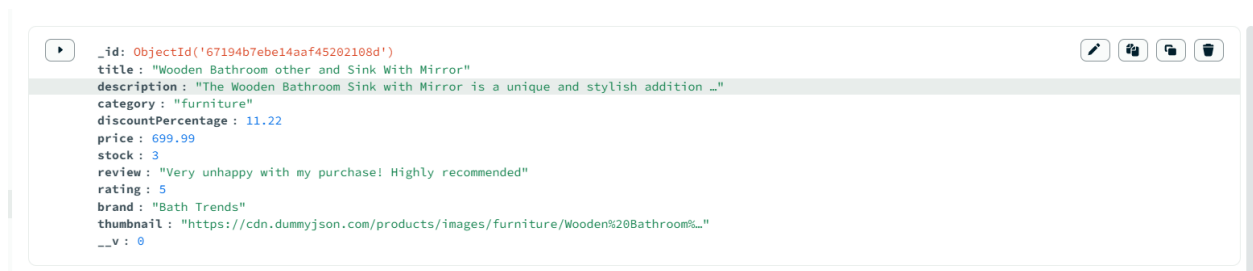 _id: ObjectId('67194b7ebe14aaf45202108d')
title : "Wooden Bathroom other and Sink With Mirror"
description : "The Wooden Bathroom Sink with Mirror is a unique and stylish addition …"
category : "furniture"
discountPercentage : 11.22
price : 699.99
stock : 3
review : "Very unhappy with my purchase! Highly recommended"
rating : 5
brand : "Bath Trends"
thumbnail : "https://cdn.dummyjson.com/products/images/furniture/Wooden%20Bathroom%…"
__v : 0